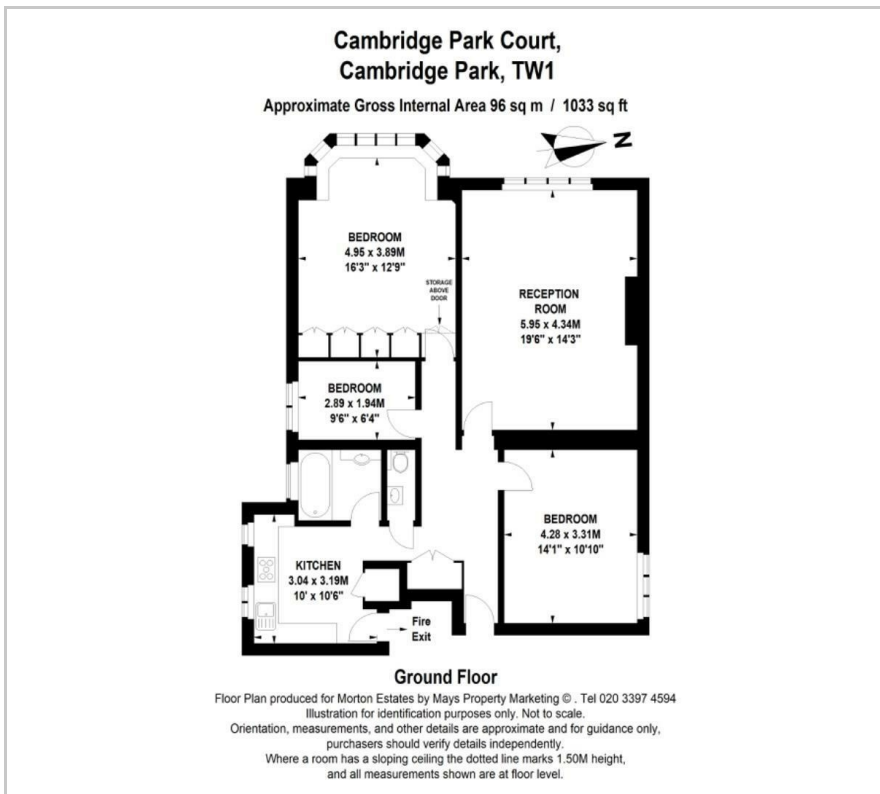 Cambridge Park Court,
Cambridge Park, TW1
Approximate Gross Internal Area 96 sq m / 1033 sq ft
N
BEDROOM
4.95 x 3.89M
16'3" x 12'9"
STORAGE
ABOVE
DOOR
RECEPTION
ROOM
5.95 x 4.34M
19'6" x 14'3"
BEDROOM
2.89 x 1.94M
9'6" x 6'4"
BEDROOM
4.28 x 3.31M
14'1" x 10'10"
KITCHEN
3.04 x 3.19M
10' x 10'6"
Fire
Exit
Ground Floor
Floor Plan produced for Morton Estates by Mays Property Marketing © . Tel 020 3397 4594
Illustration for identification purposes only. Not to scale.
Orientation, measurements, and other details are approximate and for guidance only,
purchasers should verify details independently.
Where a room has a sloping ceiling the dotted line marks 1.50M height,
and all measurements shown are at floor level.